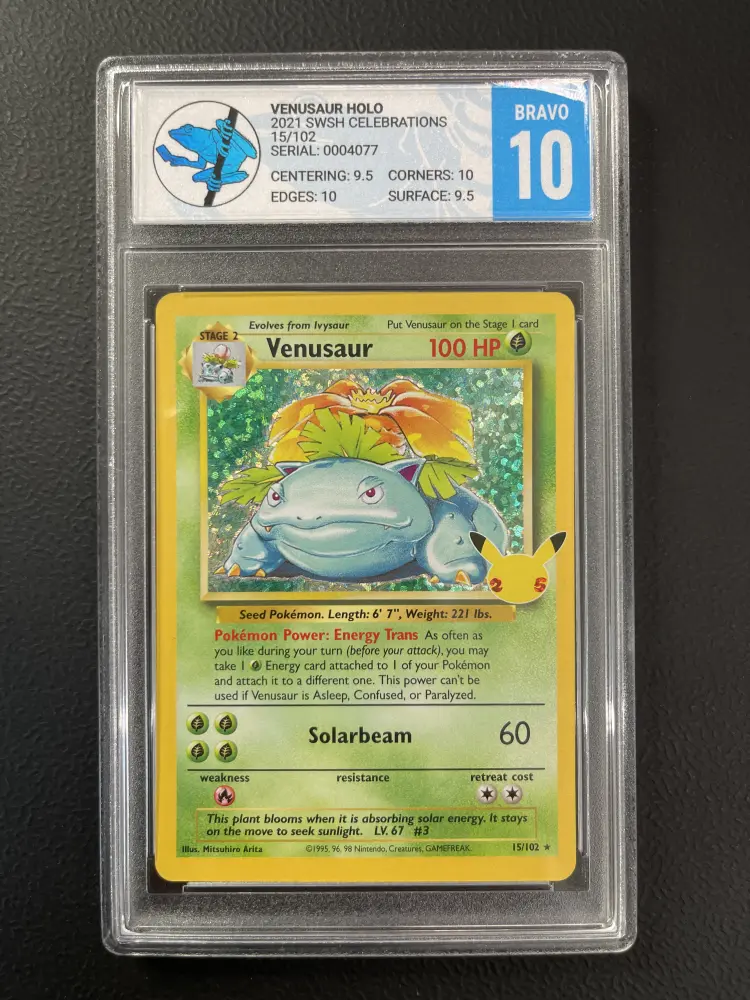 VENUSAUR HOLO
2021 SWSH CELEBRATIONS
15/102
SERIAL: 0004077
CENTERING: 9.5 CORNERS: 10
EDGES: 10 SURFACE: 9.5
BRAVO
10
Evolves from Ivysaur Put Venusaur on the Stage 1 card
STAGE 2
Venusaur 100 HP
2 5
Seed Pokémon. Length: 6' 7", Weight: 221 lbs.
Pokémon Power: Energy Trans As often as
you like during your turn (before your attack), you may
take 1 Energy card attached to 1 of your Pokémon
and attach it to a different one. This power can't be
used if Venusaur is Asleep, Confused, or Paralyzed.
Solarbeam 60
weakness resistance retreat cost
This plant blooms when it is absorbing solar energy. It stays
on the move to seek sunlight. LV. 67 #3
Illus. Mitsuhiro Arita ©1995, 96, 98 Nintendo, Creatures, GAMEFREAK. 15/102 ★